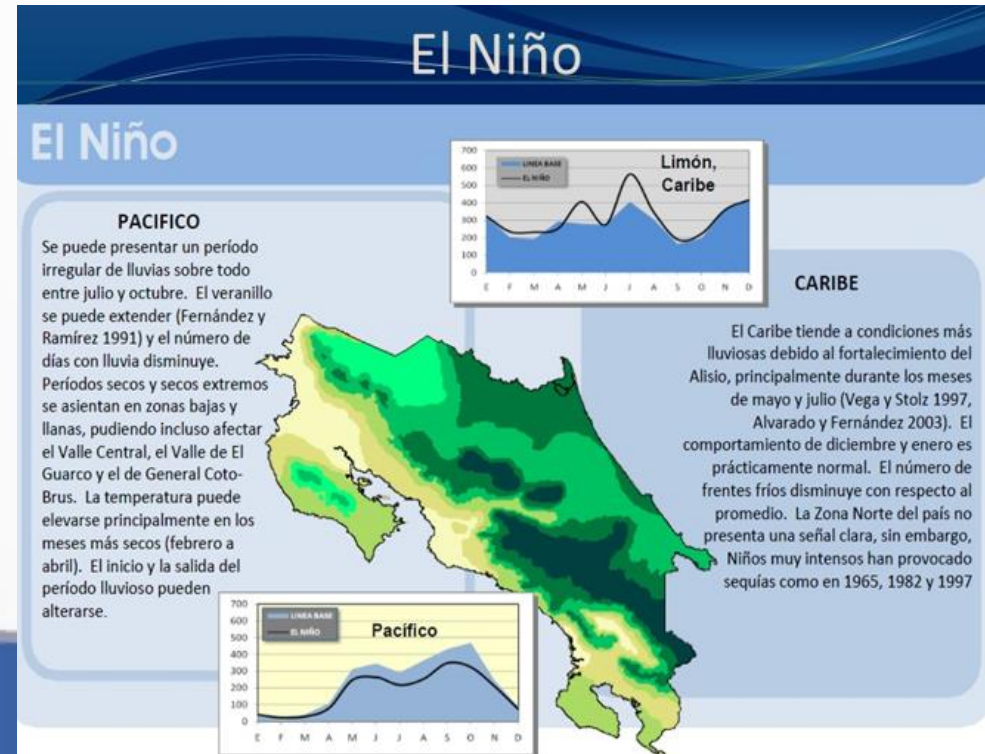 El Niño
El Niño
PACIFICO
Se puede presentar un período
irregular de lluvias sobre todo
entre julio y octubre. El veranillo
se puede extender (Fernández y
Ramírez 1991) y el número de
días con lluvia disminuye.
Períodos secos y secos extremos
se asientan en zonas bajas y
llanas, pudiendo incluso afectar
el Valle Central, el Valle de El
Guarco y el de General Coto-
Brus. La temperatura puede
elevarse principalmente en los
meses más secos (febrero a
abril). El inicio y la salida del
período lluvioso pueden
alterarse.
Limón,
Caribe
LINEA BASE
EL NIÑO
700
600
500
400
300
200
100
0
E F M A M J J A S O N D
CARIBE
El Caribe tiende a condiciones más
lluviosas debido al fortalecimiento del
Alisio, principalmente durante los meses
de mayo y julio (Vega y Stolz 1997,
Alvarado y Fernández 2003). El
comportamiento de diciembre y enero es
prácticamente normal. El número de
frentes fríos disminuye con respecto al
promedio. La Zona Norte del país no
presenta una señal clara, sin embargo,
Niños muy intensos han provocado
sequías como en 1965, 1982 y 1997
Pacífico
LINEA BASE
EL NIÑO
700
600
500
400
300
200
100
0
E F M A M J J A S O N D